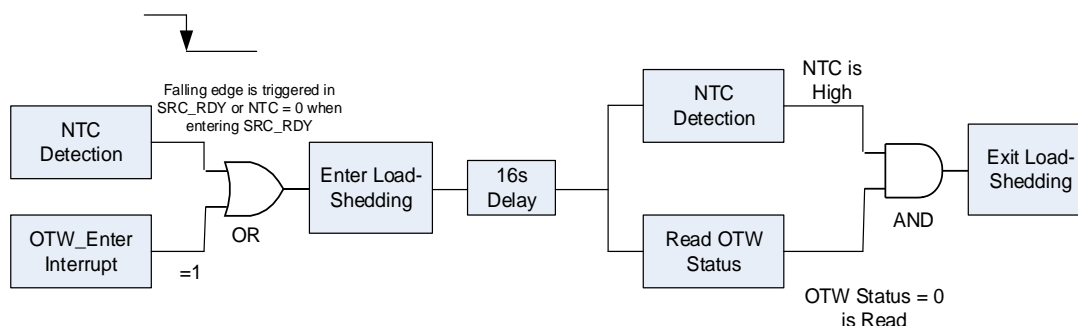 Falling edge is triggered in
SRC_RDY or NTC = 0 when
entering SRC_RDY
NTC
Detection
OTW_Enter
Interrupt
=1
OR
Enter Load-
Shedding
16s
Delay
NTC
Detection
NTC is
High
Read OTW
Status
OTW Status = 0
is Read
AND
Exit Load-
Shedding